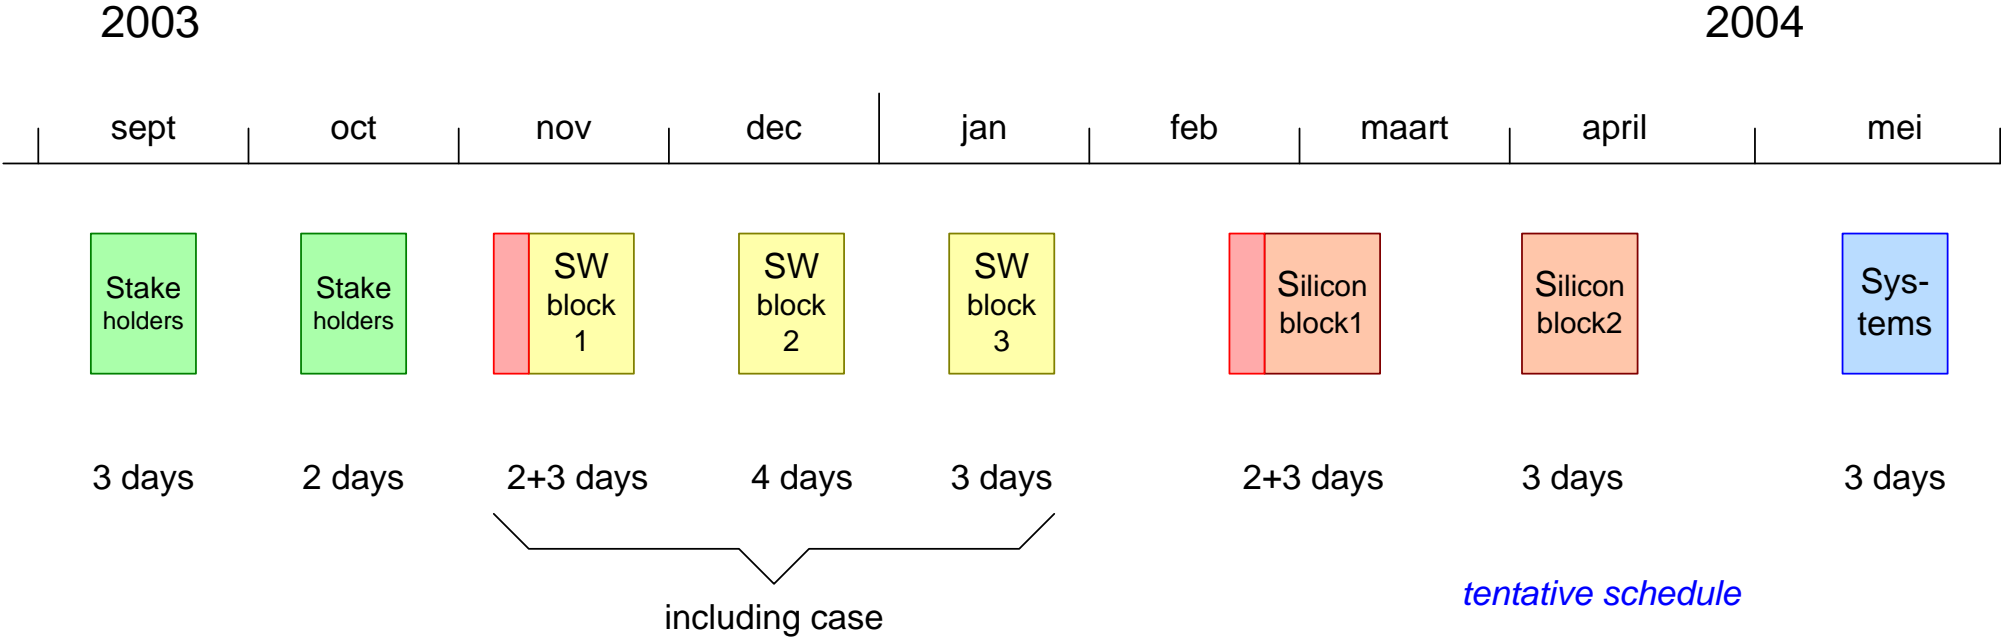 2003
2004
sept
oct
nov
dec
jan
feb
maart
april
mei
Stake
holders
Stake
holders
SW
block
1
SW
block
2
SW
block
3
Silicon
block1
Silicon
block2
Sys-
tems
3 days
2 days
2+3 days
4 days
3 days
2+3 days
3 days
3 days
including case
tentative schedule